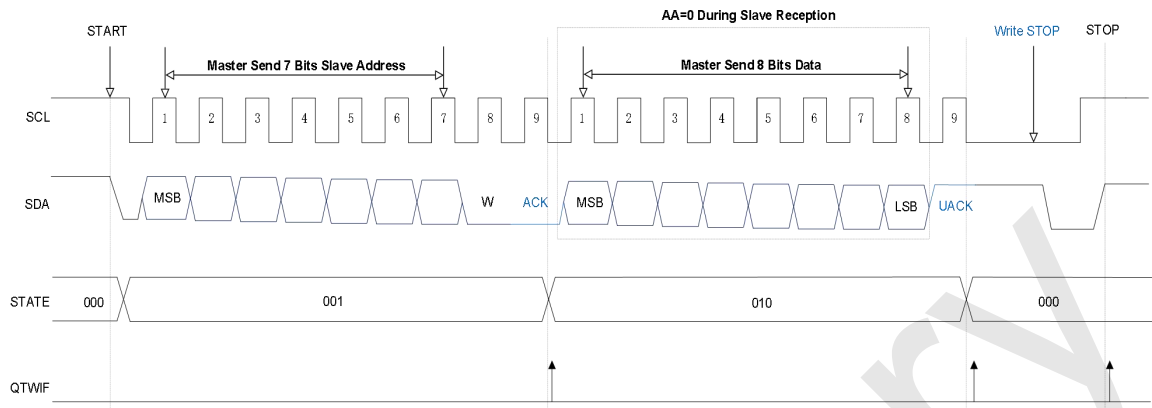 AA=0 During Slave Reception
START
Write STOP
STOP
Master Send 7 Bits Slave Address
Master Send 8 Bits Data
SCL
1 2 3 4 5 6 7 8 9 1 2 3 4 5 6 7 8 9
SDA
MSB W ACK MSB LSB UACK
STATE
000 001 010 000
QTWIF